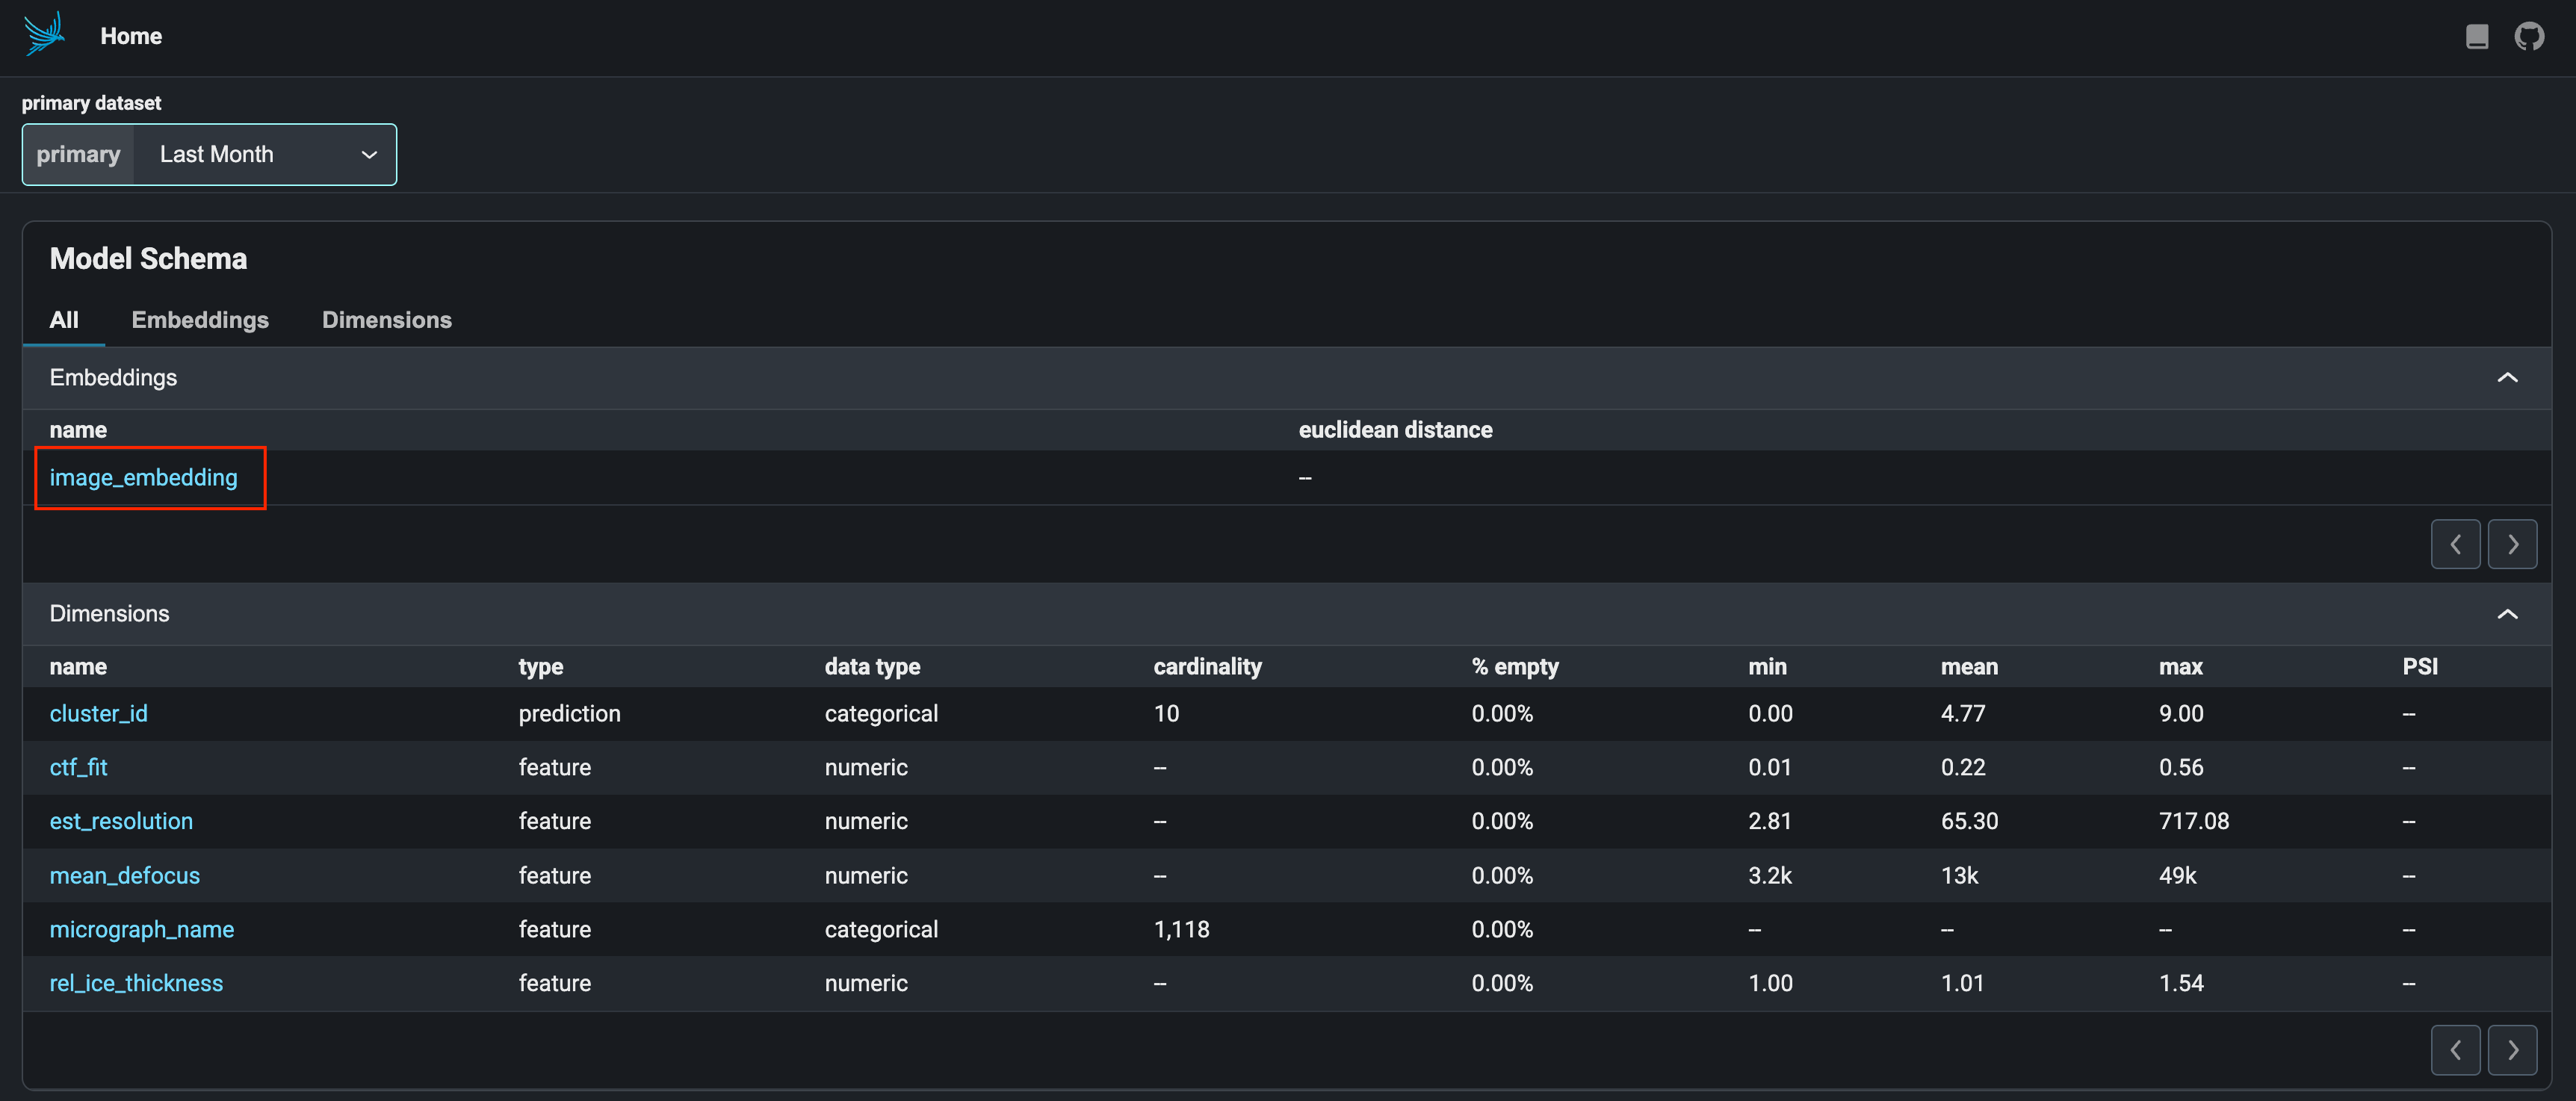 Home
primary dataset
primary Last Month
Model Schema
All Embeddings Dimensions
Embeddings
name euclidean distance
image_embedding --
Dimensions
name type data type cardinality % empty min mean max PSI
cluster_id prediction categorical 10 0.00% 0.00 4.77 9.00 --
ctf_fit feature numeric -- 0.00% 0.01 0.22 0.56 --
est_resolution feature numeric -- 0.00% 2.81 65.30 717.08 --
mean_defocus feature numeric -- 0.00% 3.2k 13k 49k --
micrograph_name feature categorical 1,118 0.00% -- -- -- --
rel_ice_thickness feature numeric -- 0.00% 1.00 1.01 1.54 --